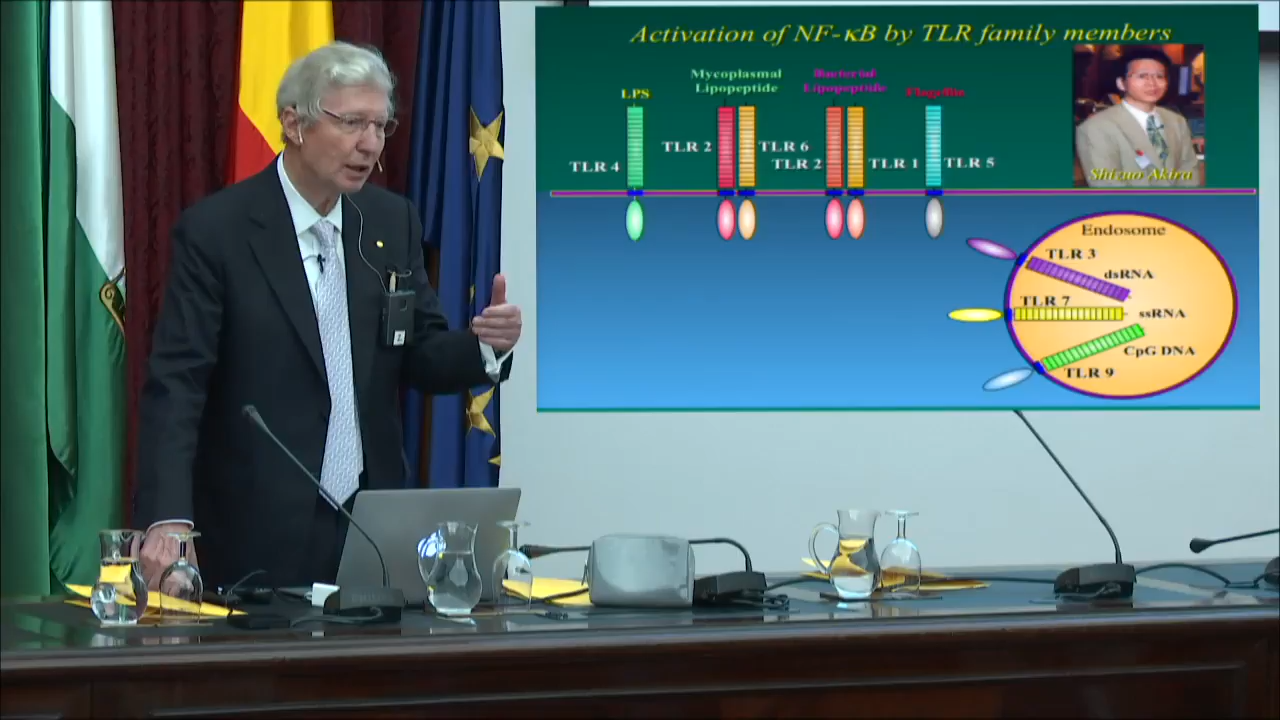 Activation of NF-κB by TLR family members
Mycoplasmal
Lipopeptide
Bacterial
Lipopeptide
LPS
Flagellin
TLR 4
TLR 2
TLR 6
TLR 2
TLR 1
TLR 5
Shizuo Akira
Endosome
TLR 3
dsRNA
TLR 7
ssRNA
CpG DNA
TLR 9